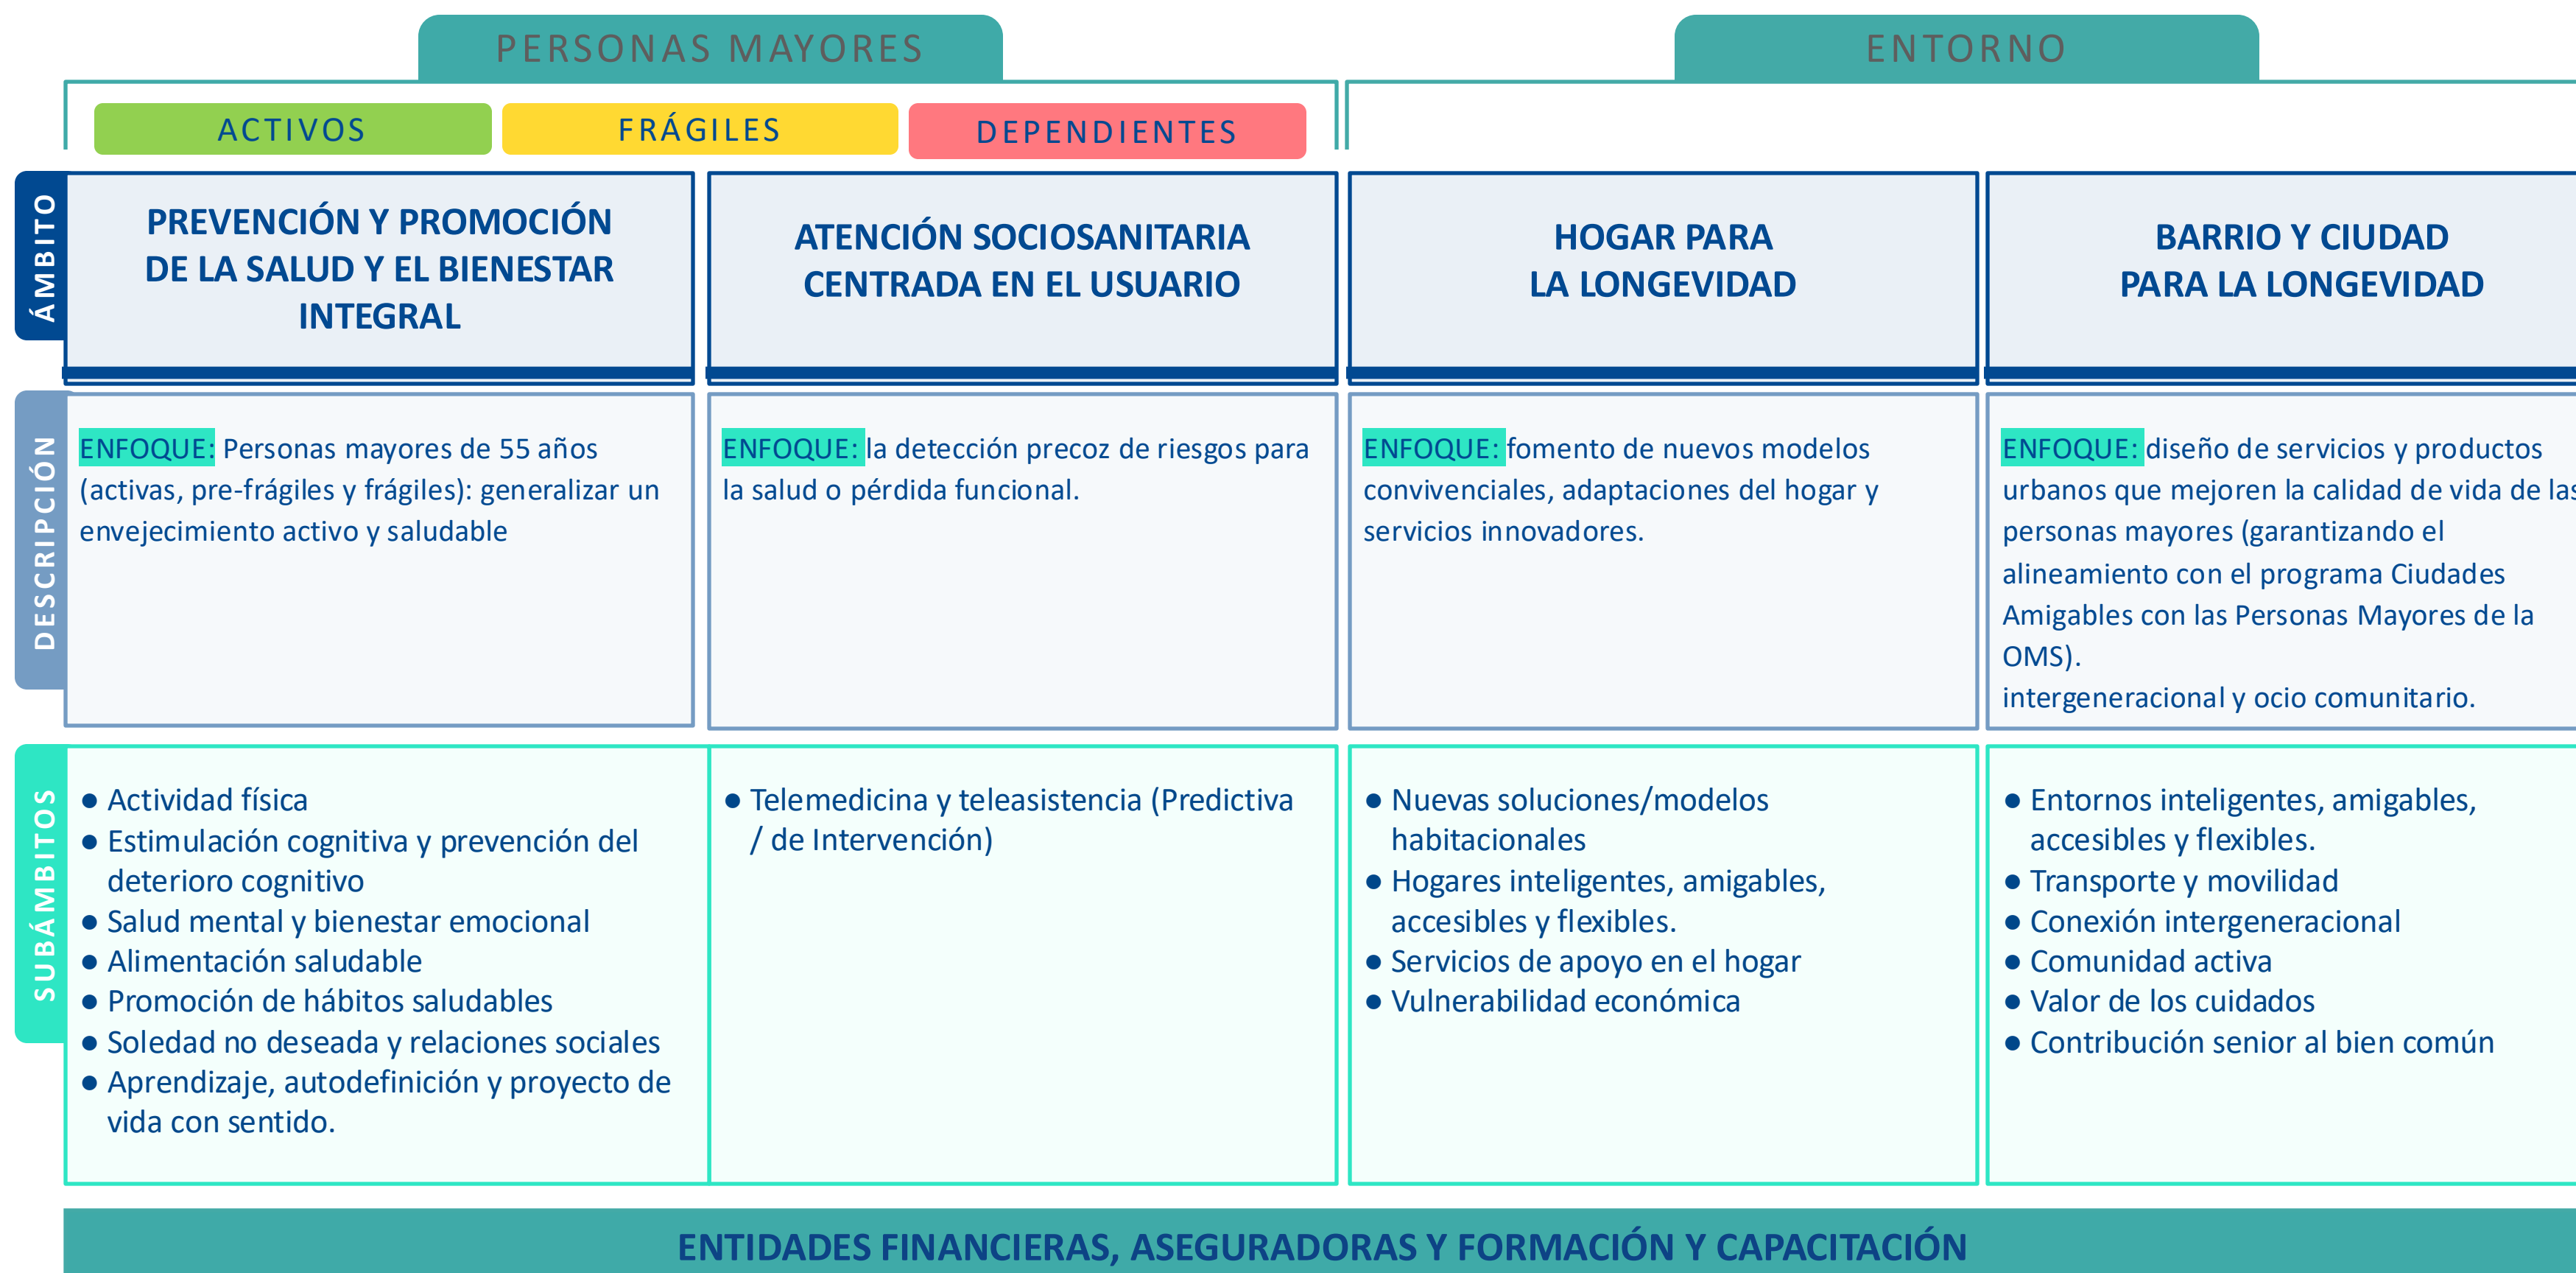 PERSONAS MAYORES
ENTORNO
ACTIVOS
FRÁGILES
DEPENDIENTES
ÁMBITO
PREVENCIÓN Y PROMOCIÓN
DE LA SALUD Y EL BIENESTAR
INTEGRAL
ATENCIÓN SOCIOSANITARIA
CENTRADA EN EL USUARIO
HOGAR PARA
LA LONGEVIDAD
BARRIO Y CIUDAD
PARA LA LONGEVIDAD
DESCRIPCIÓN
ENFOQUE: Personas mayores de 55 años
(activas, pre-frágiles y frágiles): generalizar un
envejecimiento activo y saludable
ENFOQUE: la detección precoz de riesgos para
la salud o pérdida funcional.
ENFOQUE: fomento de nuevos modelos
convivenciales, adaptaciones del hogar y
servicios innovadores.
ENFOQUE: diseño de servicios y productos
urbanos que mejoren la calidad de vida de las
personas mayores (garantizando el
alineamiento con el programa Ciudades
Amigables con las Personas Mayores de la
OMS).
intergeneracional y ocio comunitario.
SUBÁMBITOS
● Actividad física
● Estimulación cognitiva y prevención del
deterioro cognitivo
● Salud mental y bienestar emocional
● Alimentación saludable
● Promoción de hábitos saludables
● Soledad no deseada y relaciones sociales
● Aprendizaje, autodefinición y proyecto de
vida con sentido.
● Telemedicina y teleasistencia (Predictiva
/ de Intervención)
● Nuevas soluciones/modelos
habitacionales
● Hogares inteligentes, amigables,
accesibles y flexibles.
● Servicios de apoyo en el hogar
● Vulnerabilidad económica
● Entornos inteligentes, amigables,
accesibles y flexibles.
● Transporte y movilidad
● Conexión intergeneracional
● Comunidad activa
● Valor de los cuidados
● Contribución senior al bien común
ENTIDADES FINANCIERAS, ASEGURADORAS Y FORMACIÓN Y CAPACITACIÓN